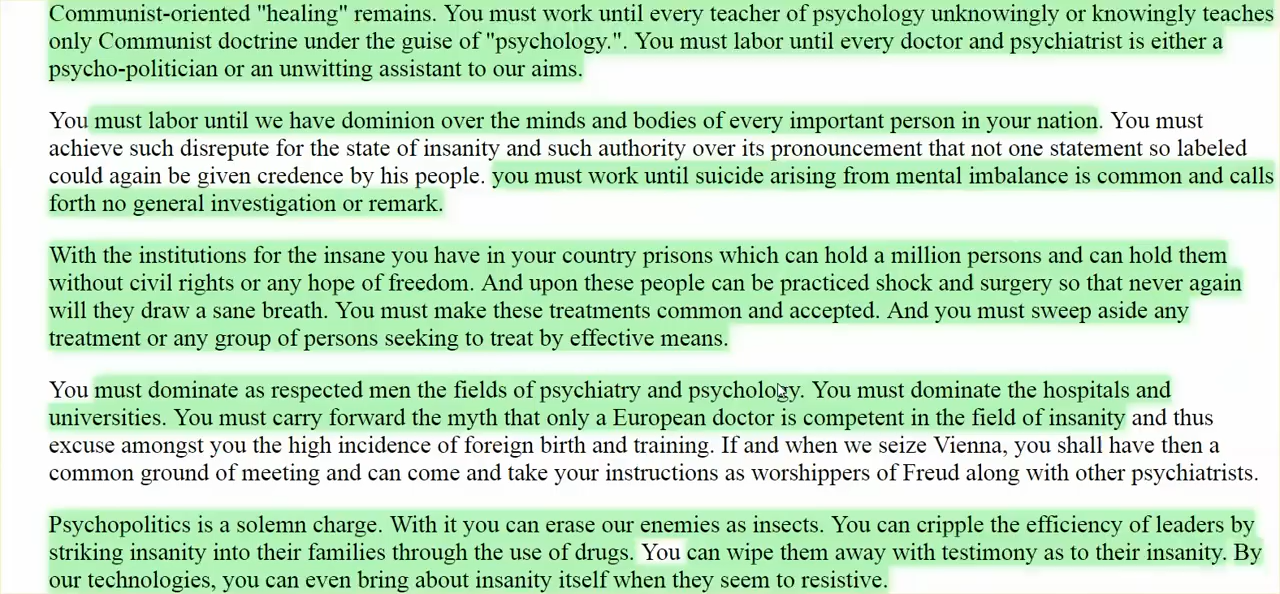 Communist-oriented "healing" remains. You must work until every teacher of psychology unknowingly or knowingly teaches
only Communist doctrine under the guise of "psychology.". You must labor until every doctor and psychiatrist is either a
psycho-politician or an unwitting assistant to our aims.
You must labor until we have dominion over the minds and bodies of every important person in your nation. You must
achieve such disrepute for the state of insanity and such authority over its pronouncement that not one statement so labeled
could again be given credence by his people. you must work until suicide arising from mental imbalance is common and calls
forth no general investigation or remark.
With the institutions for the insane you have in your country prisons which can hold a million persons and can hold them
without civil rights or any hope of freedom. And upon these people can be practiced shock and surgery so that never again
will they draw a sane breath. You must make these treatments common and accepted. And you must sweep aside any
treatment or any group of persons seeking to treat by effective means.
You must dominate as respected men the fields of psychiatry and psychology. You must dominate the hospitals and
universities. You must carry forward the myth that only a European doctor is competent in the field of insanity and thus
excuse amongst you the high incidence of foreign birth and training. If and when we seize Vienna, you shall have then a
common ground of meeting and can come and take your instructions as worshippers of Freud along with other psychiatrists.
Psychopolitics is a solemn charge. With it you can erase our enemies as insects. You can cripple the efficiency of leaders by
striking insanity into their families through the use of drugs. You can wipe them away with testimony as to their insanity. By
our technologies, you can even bring about insanity itself when they seem to resistive.